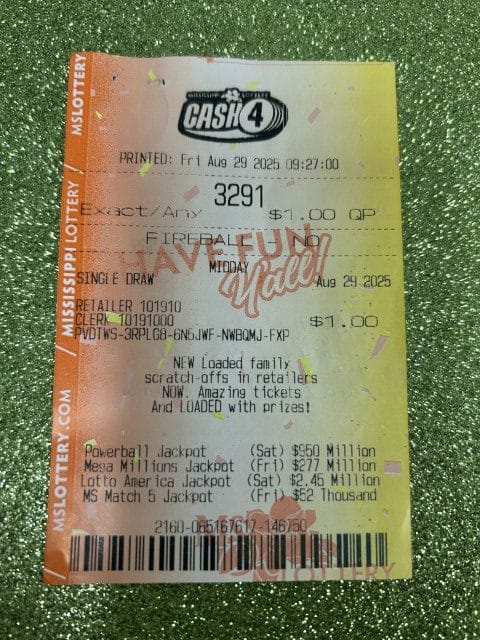 MISSISSIPPI LOTTERY
CASH 4
PRINTED: Fri Aug 29 2025 09:27:00
3291
Exact/Any $1.00 QP
FIREBALL - NO
HAVE FUN
Y'all!
MIDDAY
SINGLE DRAW Aug 29 2025
RETAILER 101910
CLERK 10191000 $1.00
PVDTWS-3RPLG8-6N5JWF-NWBQMJ-FXP
NEW Loaded family
scratch-offs in retailers
NOW. Amazing tickets
And LOADED with prizes!
Powerball Jackpot (Sat) $950 Million
Mega Millions Jackpot (Fri) $277 Million
Lotto America Jackpot (Sat) $2.45 Million
MS Match 5 Jackpot (Fri) $52 Thousand
2160-065167617-146750
LOTTERY
MSLOTTERY.COM / MISSISSIPPI LOTTERY / MSLOTTERY